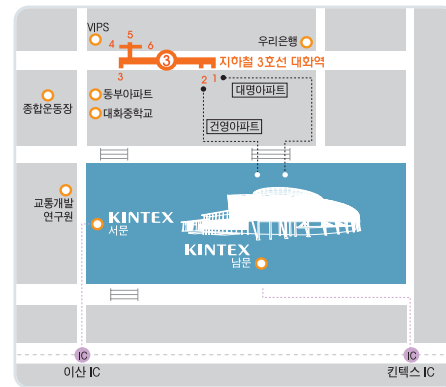 VIPS
우리은행
4 5 6
3
지하철 3호선 대화역
3
2 1
종합운동장
동부아파트
대화중학교
대명아파트
건영아파트
교통개발
연구원
KINTEX
서문
KINTEX
남문
IC
이산 IC
IC
킨텍스 IC